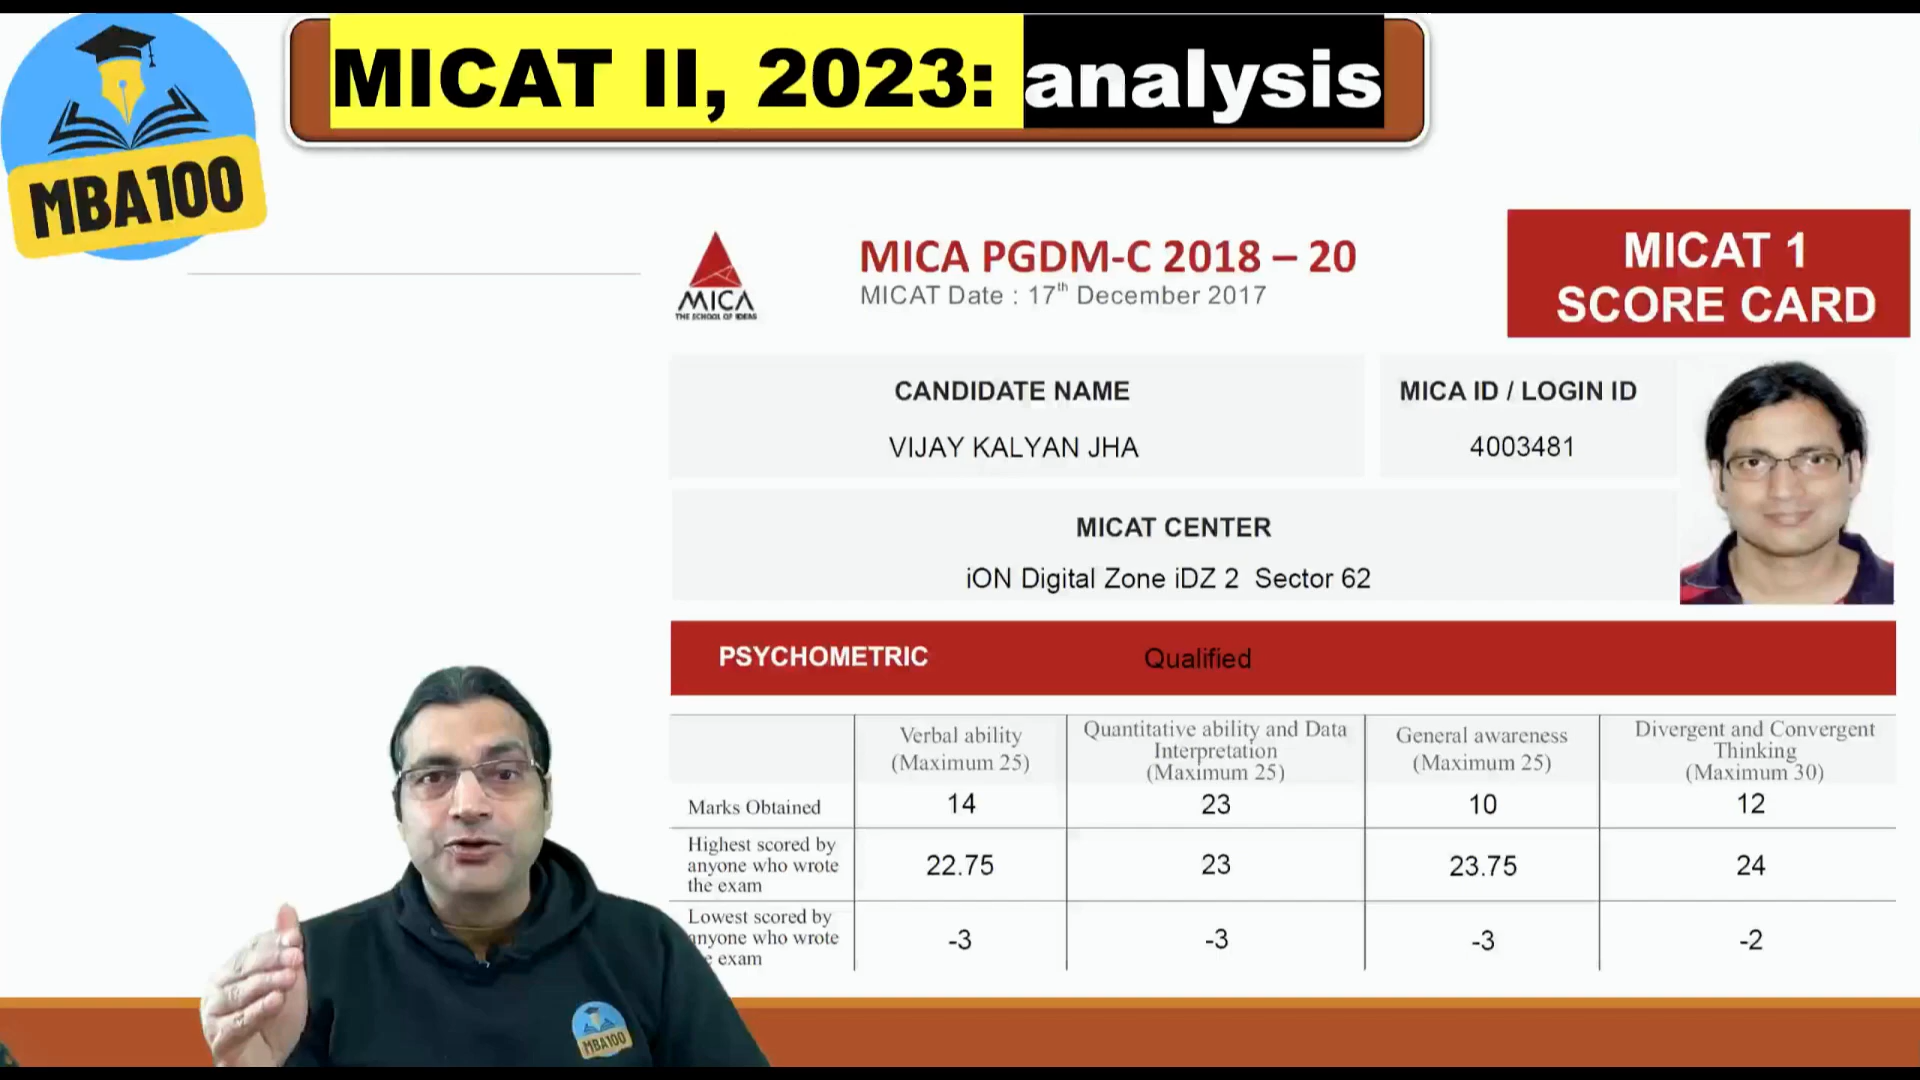 MICAT II, 2023: analysis
MBA100
MICA
THE SCHOOL OF IDEAS
MICA PGDM-C 2018 – 20
MICAT Date : 17th December 2017
MICAT 1
SCORE CARD
CANDIDATE NAME
VIJAY KALYAN JHA
MICA ID / LOGIN ID
4003481
MICAT CENTER
iON Digital Zone iDZ 2 Sector 62
PSYCHOMETRIC Qualified
Verbal ability
(Maximum 25)
Quantitative ability and Data
Interpretation
(Maximum 25)
General awareness
(Maximum 25)
Divergent and Convergent
Thinking
(Maximum 30)
Marks Obtained 14 23 10 12
Highest scored by
anyone who wrote
the exam
22.75 23 23.75 24
Lowest scored by
anyone who wrote
e exam
-3 -3 -3 -2
MBA100